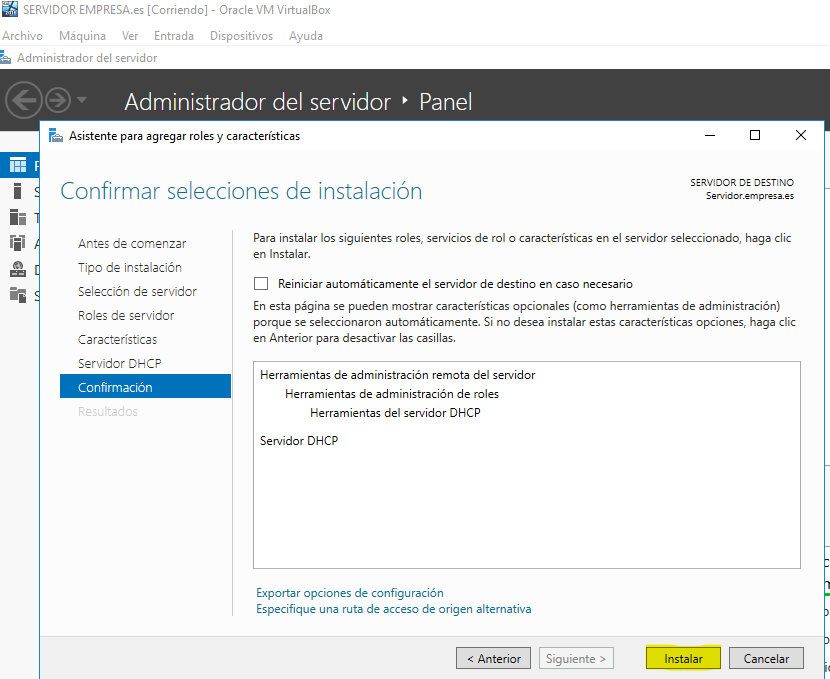 SERVIDOR EMPRESA.es [Corriendo] - Oracle VM VirtualBox
Archivo Máquina Ver Entrada Dispositivos Ayuda
Administrador del servidor
Administrador del servidor Panel
Asistente para agregar roles y características
Confirmar selecciones de instalación
SERVIDOR DE DESTINO
Servidor.empresa.es
Antes de comenzar
Tipo de instalación
Selección de servidor
Roles de servidor
Características
Servidor DHCP
Confirmación
Resultados
Para instalar los siguientes roles, servicios de rol o características en el servidor seleccionado, haga clic
en Instalar.
Reiniciar automáticamente el servidor de destino en caso necesario
En esta página se pueden mostrar características opcionales (como herramientas de administración)
porque se seleccionaron automáticamente. Si no desea instalar estas características opciones, haga clic
en Anterior para desactivar las casillas.
Herramientas de administración remota del servidor
Herramientas de administración de roles
Herramientas del servidor DHCP
Servidor DHCP
Exportar opciones de configuración
Especifique una ruta de acceso de origen alternativa
< Anterior Siguiente > Instalar Cancelar